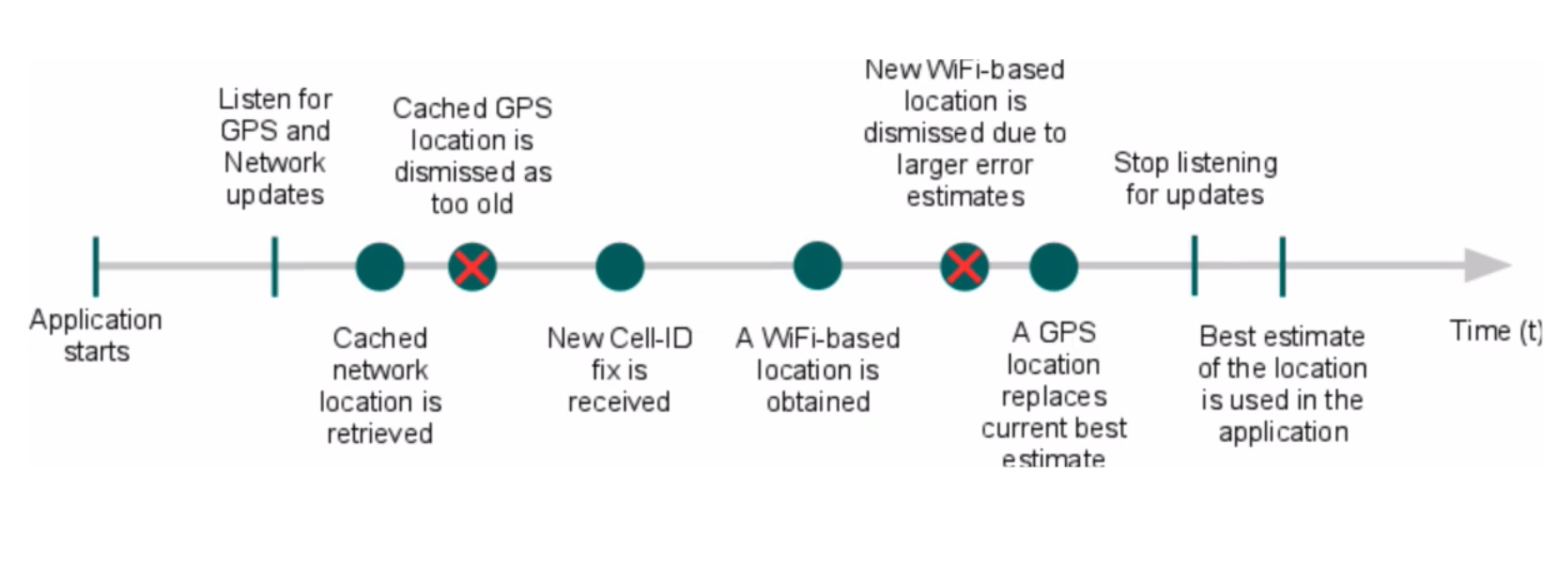 Listen for
GPS and
Network
updates
Cached GPS
location is
dismissed as
too old
New WiFi-based
location is
dismissed due to
larger error
estimates
Stop listening
for updates
Application
starts
Cached
network
location is
retrieved
New Cell-ID
fix is
received
A WiFi-based
location is
obtained
A GPS
location
replaces
current best
estimate
Best estimate
of the location
is used in the
application
Time (t)